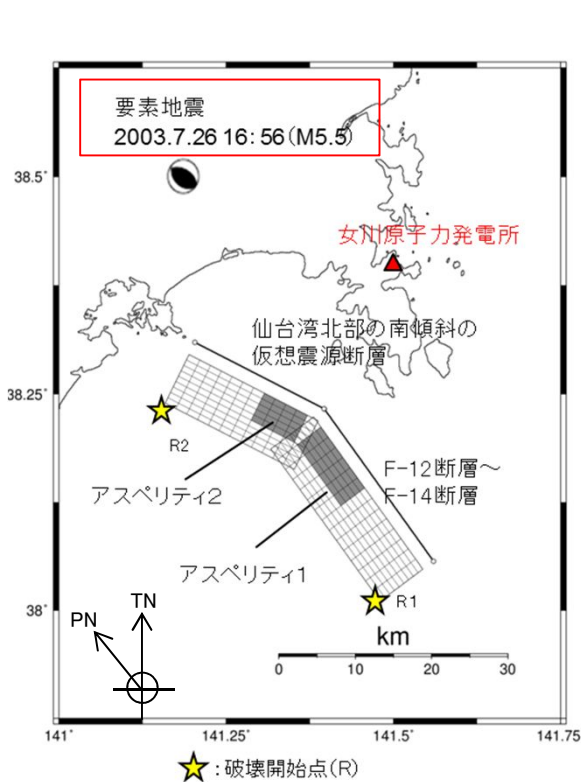 要素地震
2003.7.26 16:56(M5.5)
38.5°
女川原子力発電所
仙台湾北部の南傾斜の
仮想震源断層
38.25°
R2
F-12断層~
F-14断層
アスペリティ2
アスペリティ1
R1
38°
TN
PN
km
0 10 20 30
141° 141.25° 141.5° 141.75°
:破壊開始点(R)